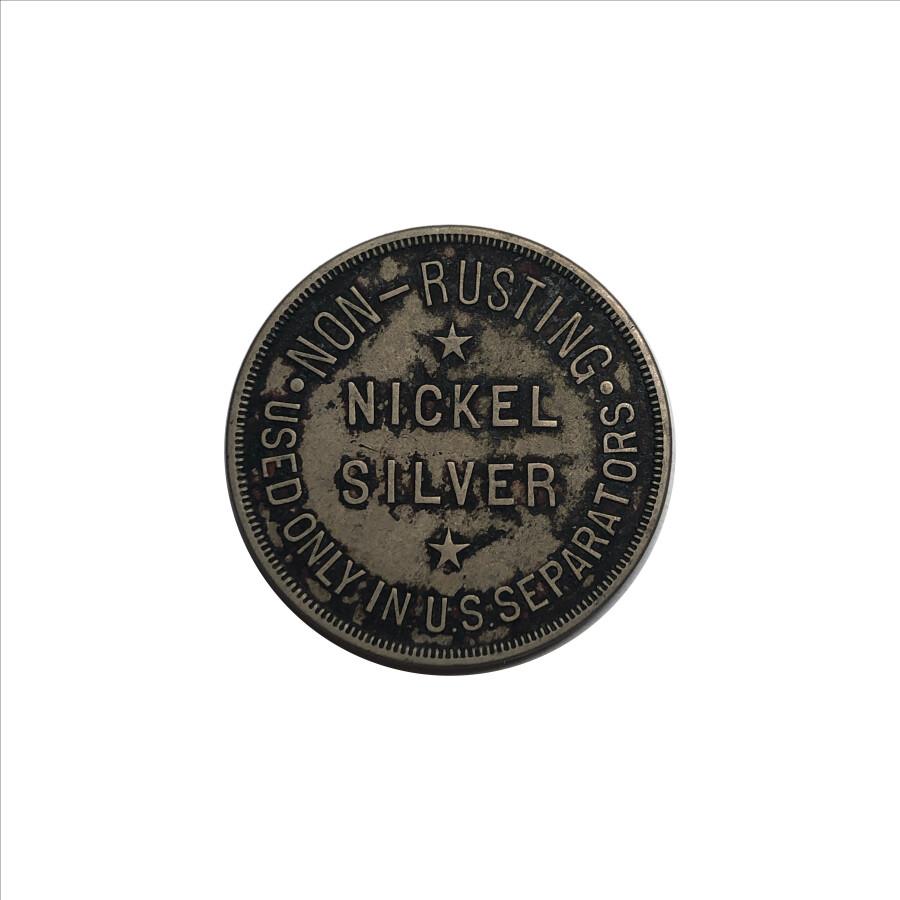 NON-RUSTING
NICKEL
SILVER
USED ONLY IN U.S. SEPARATORS